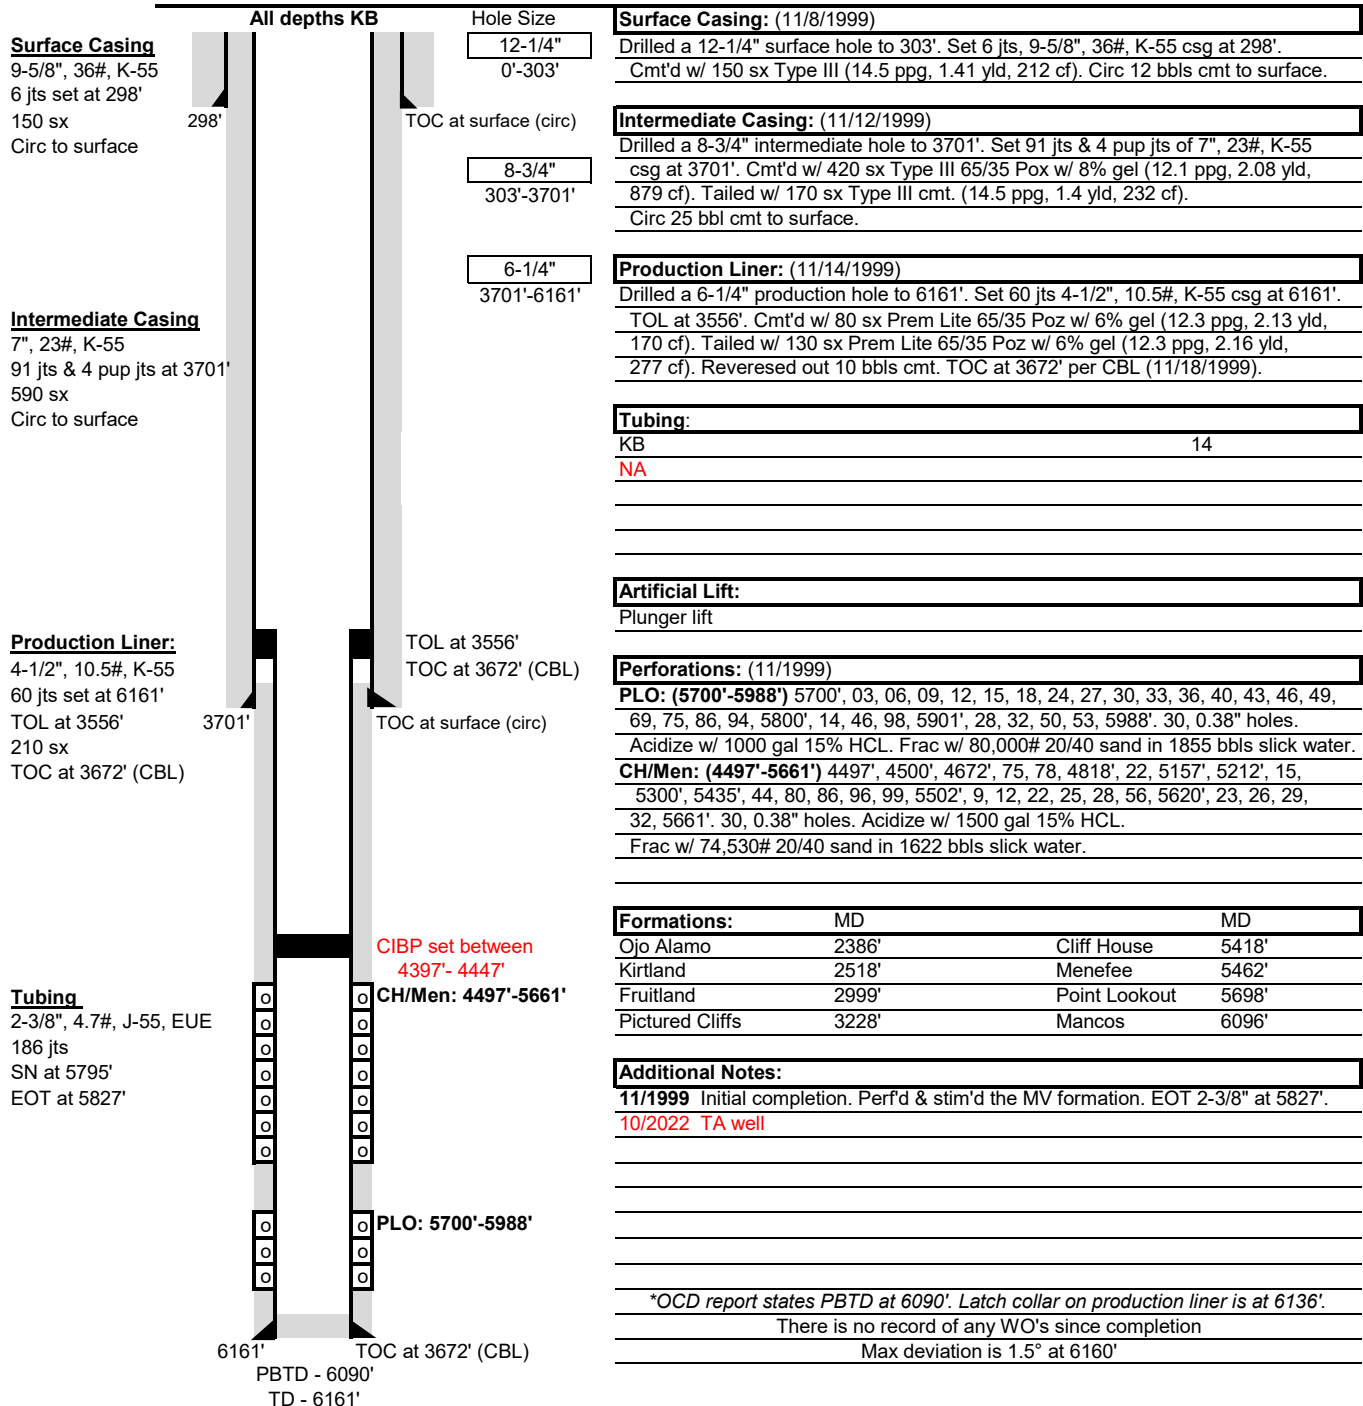 All depths KB
Hole Size
Surface Casing
9-5/8", 36#, K-55
6 jts set at 298'
150 sx
Circ to surface
298'
TOC at surface (circ)
12-1/4"
0'-303'
8-3/4"
303'-3701'
6-1/4"
3701'-6161'
Intermediate Casing
7", 23#, K-55
91 jts & 4 pup jts at 3701'
590 sx
Circ to surface
Production Liner:
4-1/2", 10.5#, K-55
60 jts set at 6161'
TOL at 3556'
210 sx
TOC at 3672' (CBL)
3701'
TOL at 3556'
TOC at 3672' (CBL)
TOC at surface (circ)
CIBP set between
4397'- 4447'
Tubing
2-3/8", 4.7#, J-55, EUE
186 jts
SN at 5795'
EOT at 5827'
o o CH/Men: 4497'-5661'
o o
o o
o o
o o
o o
o o
o o PLO: 5700'-5988'
o o
o o
6161'
TOC at 3672' (CBL)
PBTD - 6090'
TD - 6161'
Surface Casing: (11/8/1999)
Drilled a 12-1/4" surface hole to 303'. Set 6 jts, 9-5/8", 36#, K-55 csg at 298'.
Cmt'd w/ 150 sx Type III (14.5 ppg, 1.41 yld, 212 cf). Circ 12 bbls cmt to surface.
Intermediate Casing: (11/12/1999)
Drilled a 8-3/4" intermediate hole to 3701'. Set 91 jts & 4 pup jts of 7", 23#, K-55
csg at 3701'. Cmt'd w/ 420 sx Type III 65/35 Pox w/ 8% gel (12.1 ppg, 2.08 yld,
879 cf). Tailed w/ 170 sx Type III cmt. (14.5 ppg, 1.4 yld, 232 cf).
Circ 25 bbl cmt to surface.
Production Liner: (11/14/1999)
Drilled a 6-1/4" production hole to 6161'. Set 60 jts 4-1/2", 10.5#, K-55 csg at 6161'.
TOL at 3556'. Cmt'd w/ 80 sx Prem Lite 65/35 Poz w/ 6% gel (12.3 ppg, 2.13 yld,
170 cf). Tailed w/ 130 sx Prem Lite 65/35 Poz w/ 6% gel (12.3 ppg, 2.16 yld,
277 cf). Reveresed out 10 bbls cmt. TOC at 3672' per CBL (11/18/1999).
Tubing:
KB 14
NA
Artificial Lift:
Plunger lift
Perforations: (11/1999)
PLO: (5700'-5988') 5700', 03, 06, 09, 12, 15, 18, 24, 27, 30, 33, 36, 40, 43, 46, 49,
69, 75, 86, 94, 5800', 14, 46, 98, 5901', 28, 32, 50, 53, 5988'. 30, 0.38" holes.
Acidize w/ 1000 gal 15% HCL. Frac w/ 80,000# 20/40 sand in 1855 bbls slick water.
CH/Men: (4497'-5661') 4497', 4500', 4672', 75, 78, 4818', 22, 5157', 5212', 15,
5300', 5435', 44, 80, 86, 96, 99, 5502', 9, 12, 22, 25, 28, 56, 5620', 23, 26, 29,
32, 5661'. 30, 0.38" holes. Acidize w/ 1500 gal 15% HCL.
Frac w/ 74,530# 20/40 sand in 1622 bbls slick water.
Formations: MD MD
Ojo Alamo 2386' Cliff House 5418'
Kirtland 2518' Menefee 5462'
Fruitland 2999' Point Lookout 5698'
Pictured Cliffs 3228' Mancos 6096'
Additional Notes:
11/1999 Initial completion. Perf'd & stim'd the MV formation. EOT 2-3/8" at 5827'.
10/2022 TA well
*OCD report states PBTD at 6090'. Latch collar on production liner is at 6136'.
There is no record of any WO's since completion
Max deviation is 1.5° at 6160'